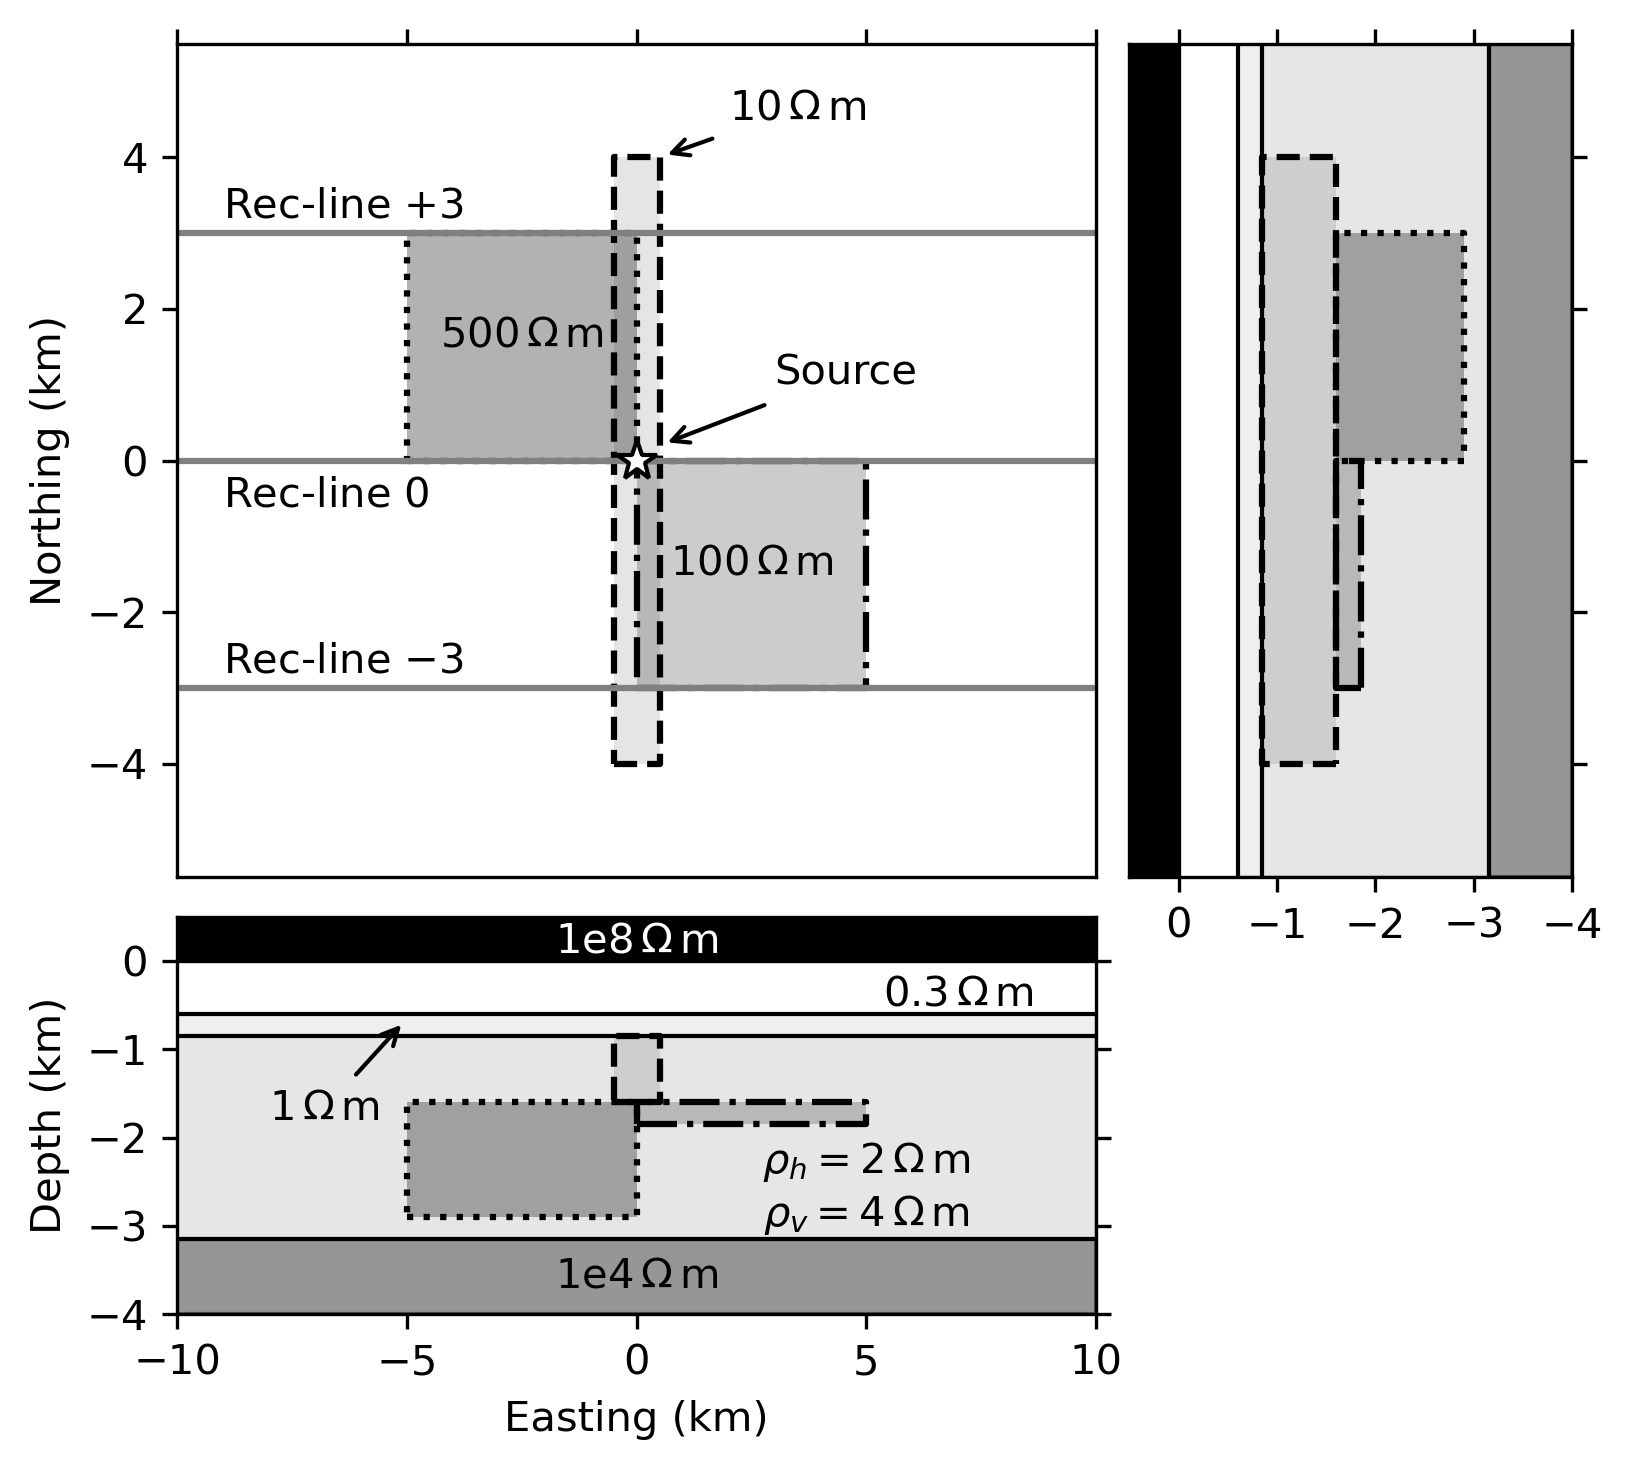 10 Ω m
4
Rec-line +3
2
500 Ω m
Source
Northing (km)
0
Rec-line 0
100 Ω m
−2
Rec-line −3
−4
0 −1 −2 −3 −4
1e8 Ω m
0
0.3 Ω m
−1
1 Ω m
Depth (km)
−2
ρh = 2 Ω m
ρv = 4 Ω m
−3
1e4 Ω m
−4
−10 −5 0 5 10
Easting (km)